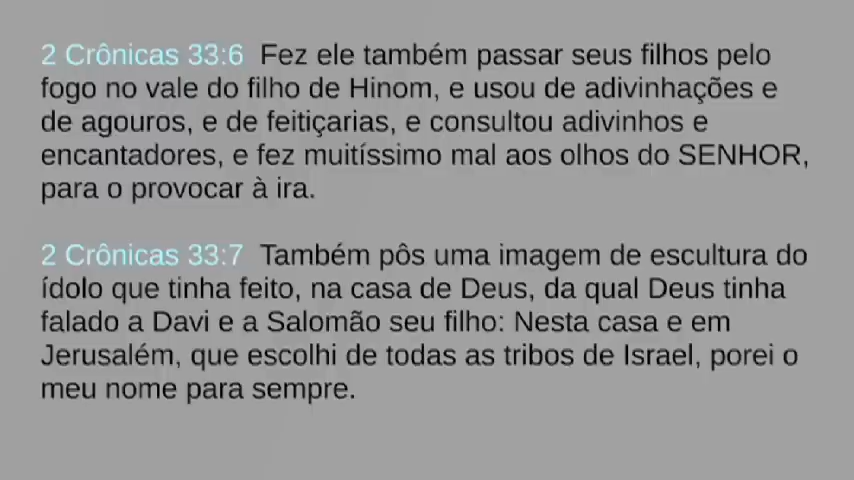 2 Crônicas 33:6  Fez ele também passar seus filhos pelo
fogo no vale do filho de Hinom, e usou de adivinhações e
de agouros, e de feitiçarias, e consultou adivinhos e
encantadores, e fez muitíssimo mal aos olhos do SENHOR,
para o provocar à ira.
2 Crônicas 33:7  Também pôs uma imagem de escultura do
ídolo que tinha feito, na casa de Deus, da qual Deus tinha
falado a Davi e a Salomão seu filho: Nesta casa e em
Jerusalém, que escolhi de todas as tribos de Israel, porei o
meu nome para sempre.